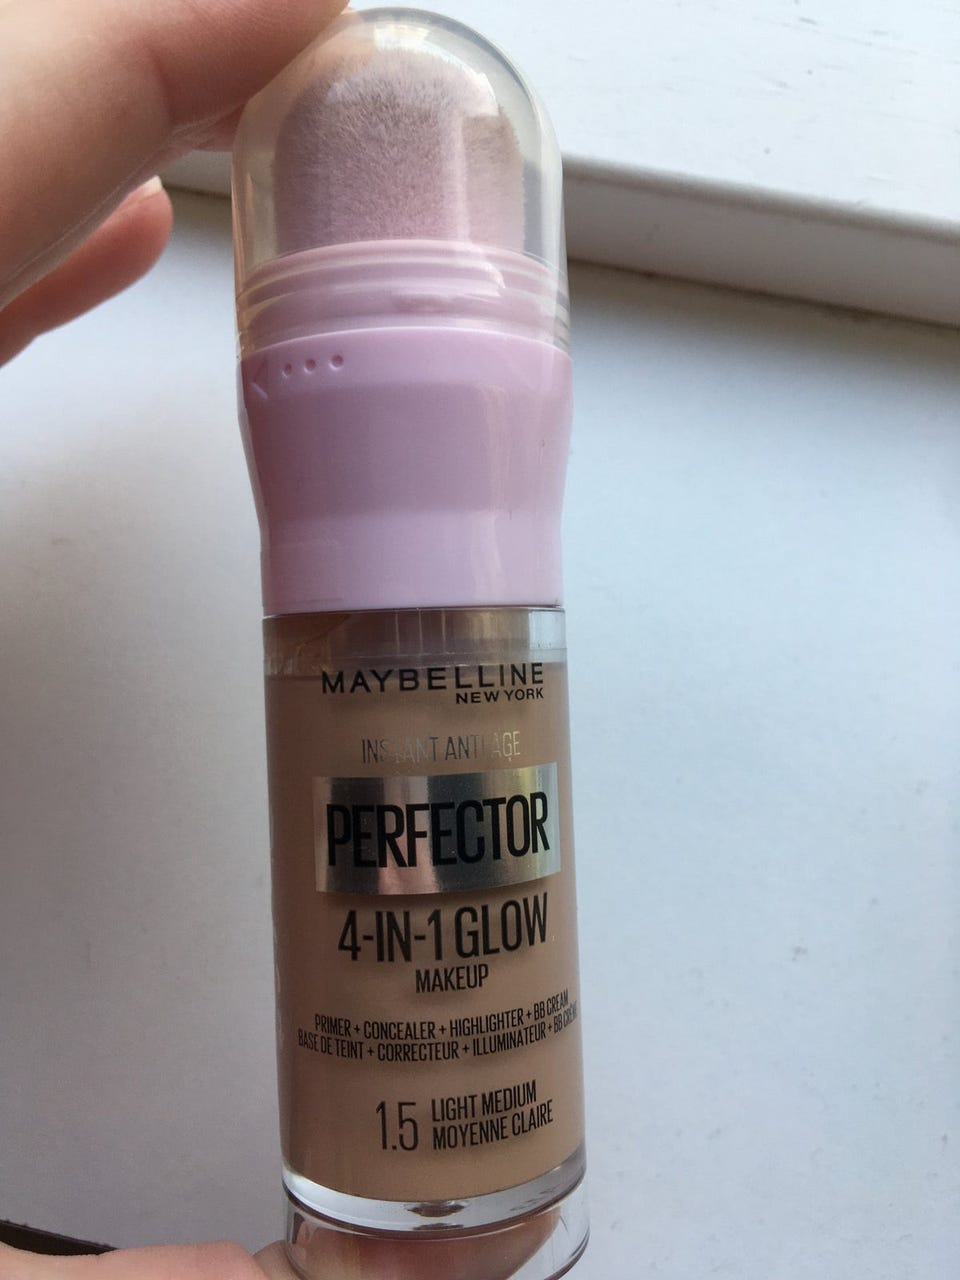 MAYBELLINE
NEW YORK
INSTANT ANTI AGE
PERFECTOR
4-IN-1 GLOW
MAKEUP
PRIMER + CONCEALER + HIGHLIGHTER + BB CREAM
BASE DE TEINT + CORRECTEUR + ILLUMINATEUR + BB CRÈME
1.5 LIGHT MEDIUM
MOYENNE CLAIRE